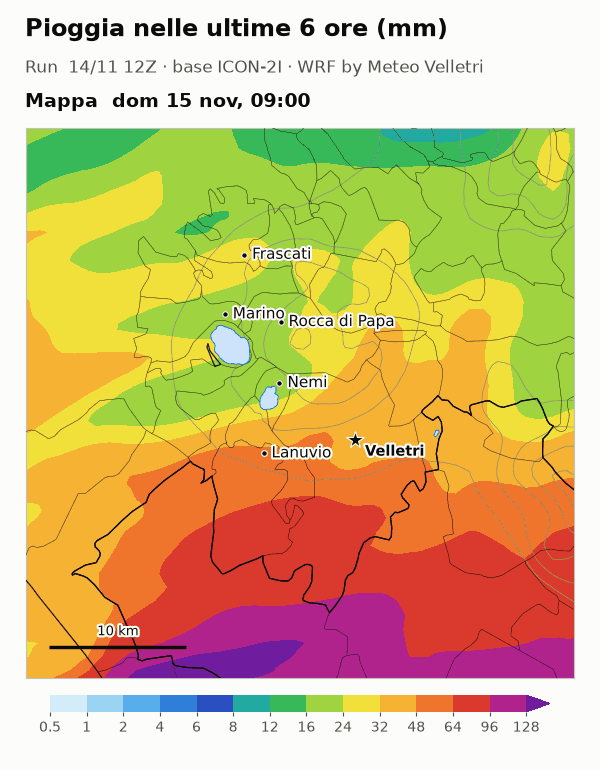 Pioggia nelle ultime 6 ore (mm)
Run 14/11 12Z · base ICON-2I · WRF by Meteo Velletri
Mappa dom 15 nov, 09:00
Frascati
Marino
Rocca di Papa
Nemi
Velletri
Lanuvio
10 km
0.5 1 2 4 6 8 12 16 24 32 48 64 96 128